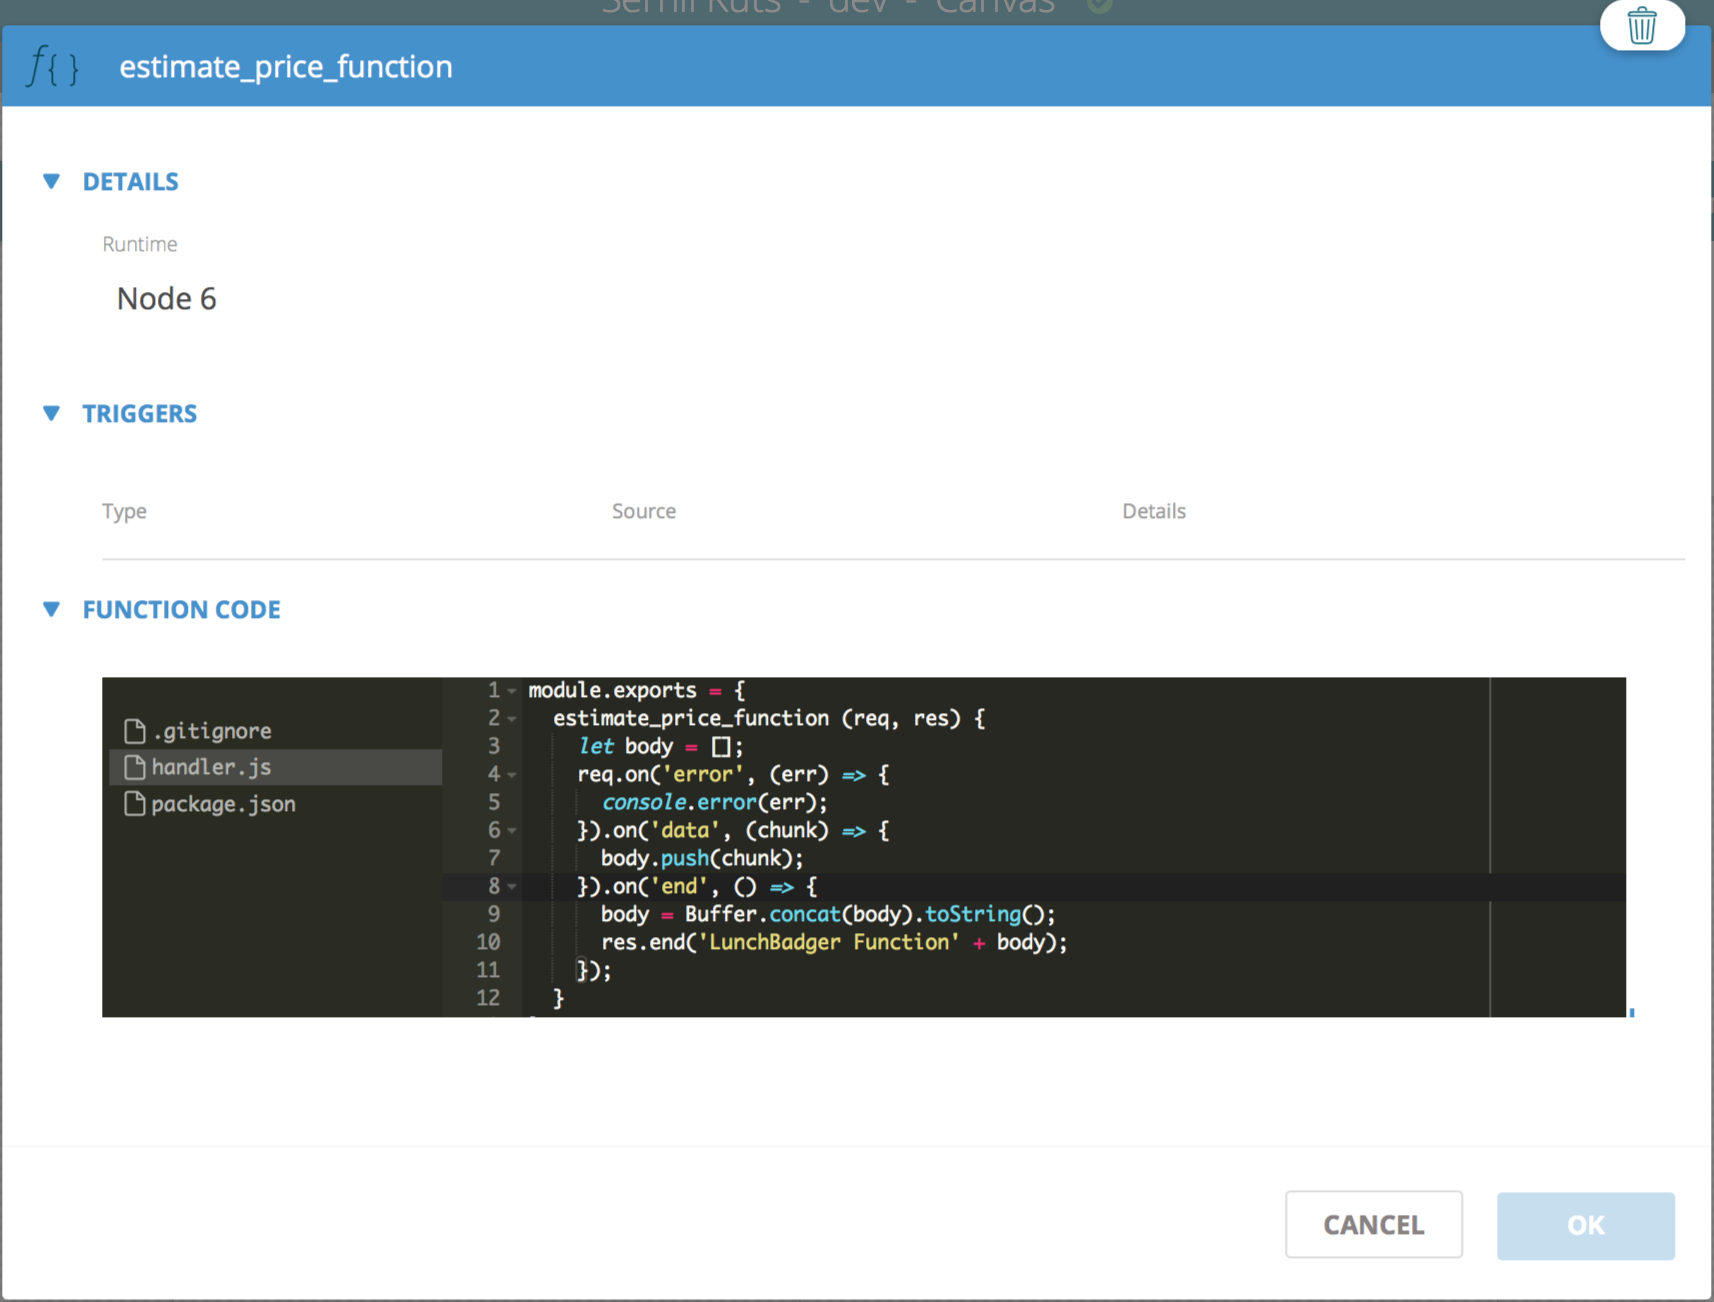 dev - Canvas
f{ } estimate_price_function
DETAILS
Runtime
Node 6
TRIGGERS
Type Source Details
FUNCTION CODE
.gitignore
handler.js
package.json
1 module.exports = {
2 estimate_price_function (req, res) {
3 let body = [];
4 req.on('error', (err) => {
5 console.error(err);
6 }).on('data', (chunk) => {
7 body.push(chunk);
8 }).on('end', () => {
9 body = Buffer.concat(body).toString();
10 res.end('LunchBadger Function' + body);
11 });
12 }
CANCEL OK